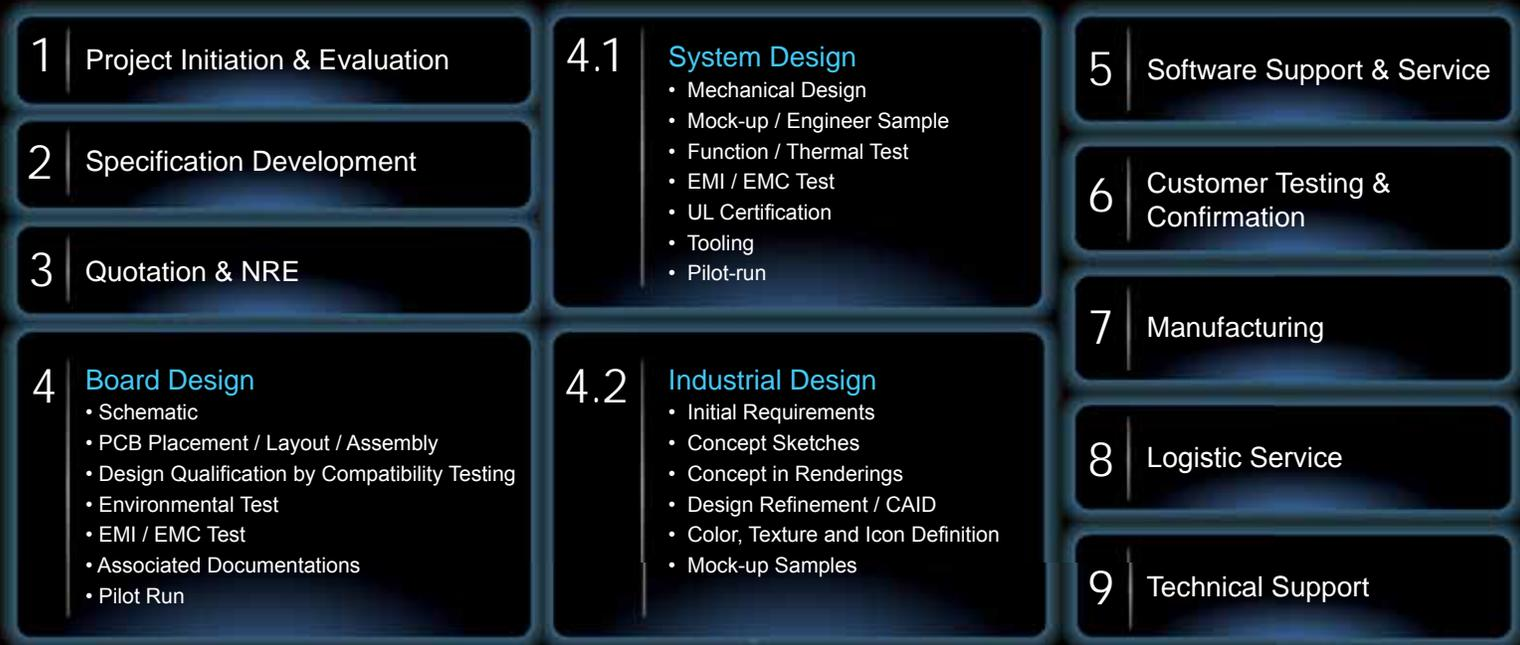 1
Project Initiation & Evaluation
2
Specification Development
3
Quotation & NRE
4
Board Design
• Schematic
• PCB Placement / Layout / Assembly
• Design Qualification by Compatibility Testing
• Environmental Test
• EMI / EMC Test
• Associated Documentations
• Pilot Run
4.1
System Design
• Mechanical Design
• Mock-up / Engineer Sample
• Function / Thermal Test
• EMI / EMC Test
• UL Certification
• Tooling
• Pilot-run
4.2
Industrial Design
• Initial Requirements
• Concept Sketches
• Concept in Renderings
• Design Refinement / CAID
• Color, Texture and Icon Definition
• Mock-up Samples
5
Software Support & Service
6
Customer Testing &
Confirmation
7
Manufacturing
8
Logistic Service
9
Technical Support